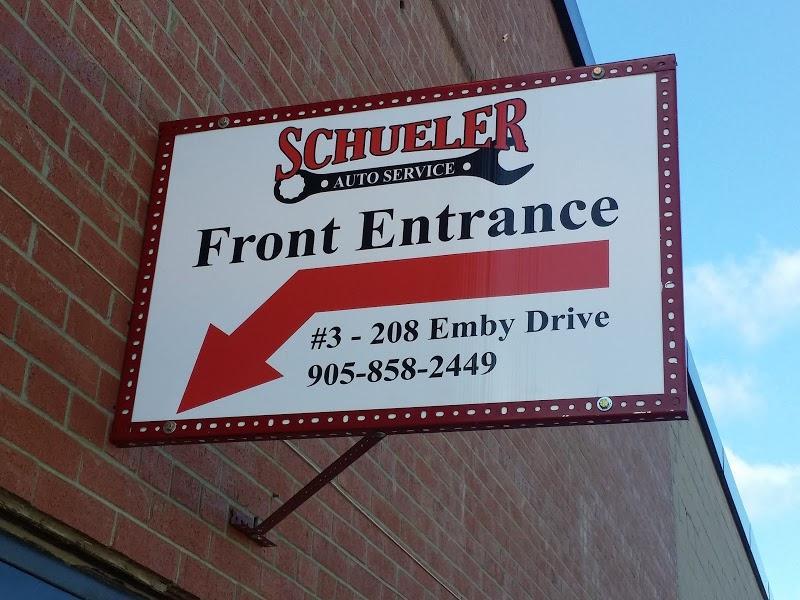 SCHUELER
• AUTO SERVICE •
Front Entrance
#3 - 208 Emby Drive
905-858-2449